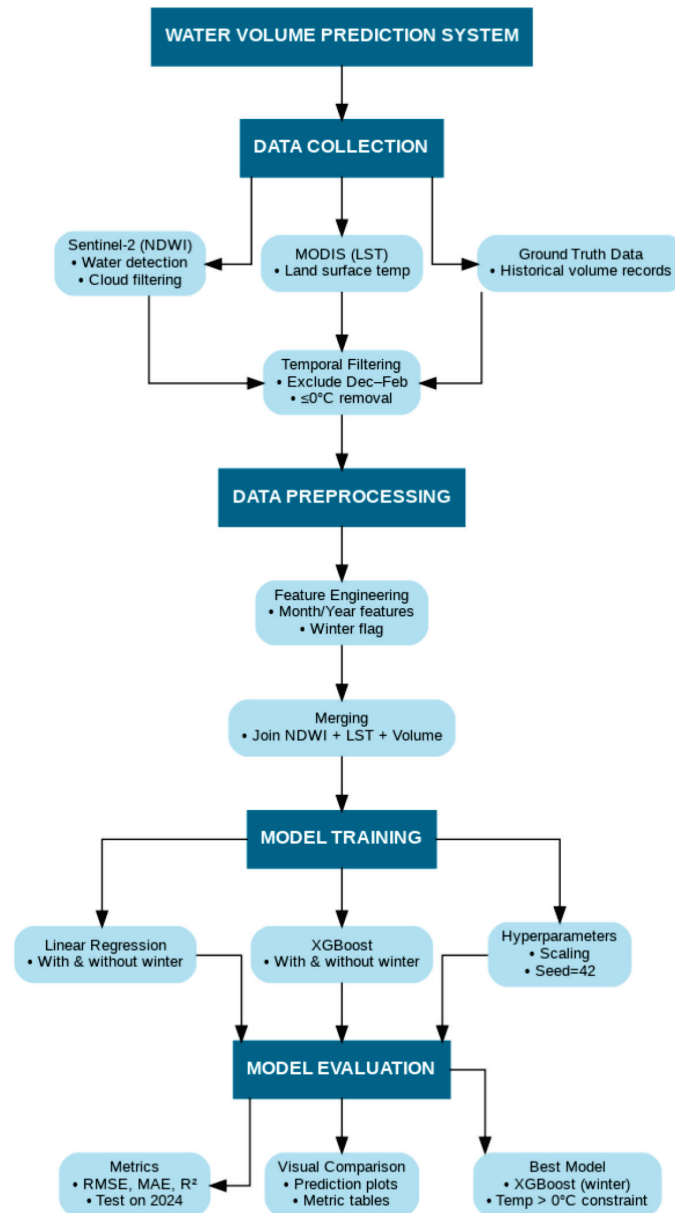 WATER VOLUME PREDICTION SYSTEM
DATA COLLECTION
Sentinel-2 (NDWI)
• Water detection
• Cloud filtering
MODIS (LST)
• Land surface temp
Ground Truth Data
• Historical volume records
Temporal Filtering
• Exclude Dec–Feb
• ≤0°C removal
DATA PREPROCESSING
Feature Engineering
• Month/Year features
• Winter flag
Merging
• Join NDWI + LST + Volume
MODEL TRAINING
Linear Regression
• With & without winter
XGBoost
• With & without winter
Hyperparameters
• Scaling
• Seed=42
MODEL EVALUATION
Metrics
• RMSE, MAE, R²
• Test on 2024
Visual Comparison
• Prediction plots
• Metric tables
Best Model
• XGBoost (winter)
• Temp > 0°C constraint